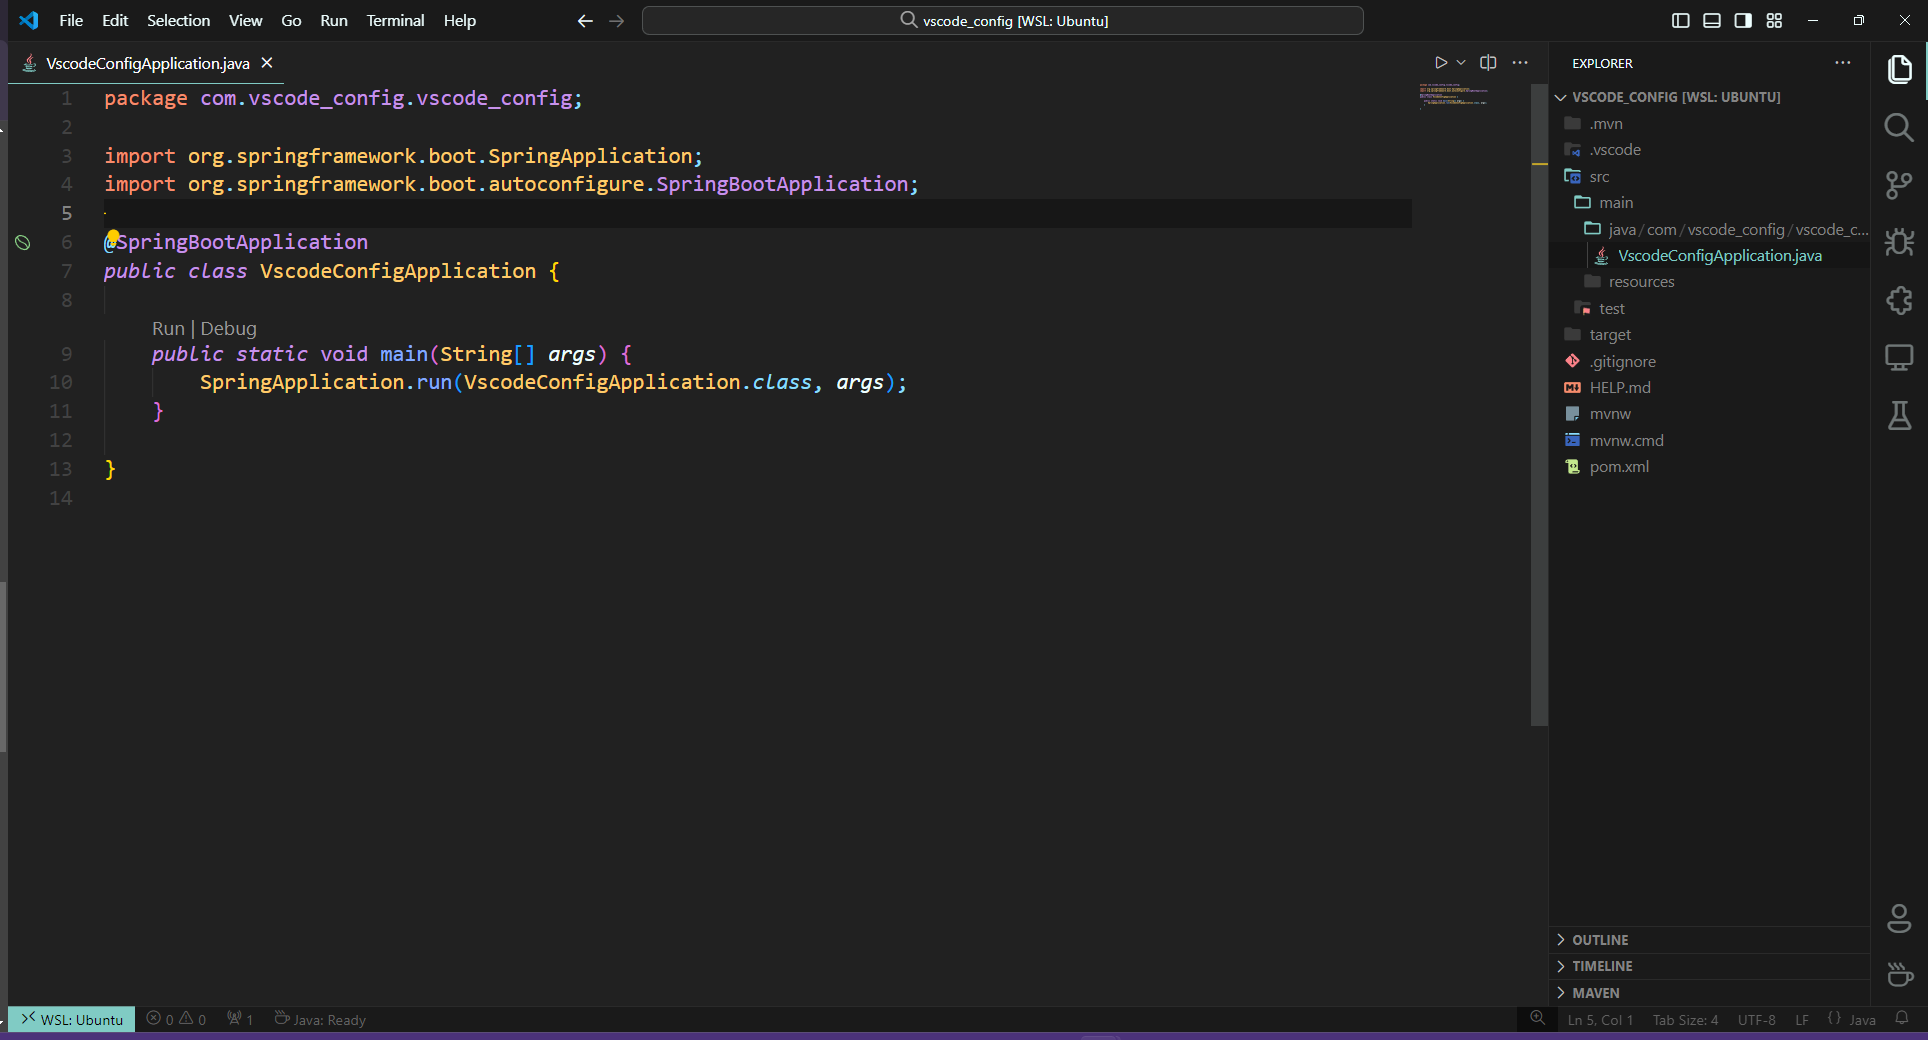 File Edit Selection View Go Run Terminal Help
vscode_config [WSL: Ubuntu]
VscodeConfigApplication.java
1 package com.vscode_config.vscode_config;
2
3 import org.springframework.boot.SpringApplication;
4 import org.springframework.boot.autoconfigure.SpringBootApplication;
5
6 @SpringBootApplication
7 public class VscodeConfigApplication {
8
Run | Debug
9 public static void main(String[] args) {
10 SpringApplication.run(VscodeConfigApplication.class, args);
11 }
12
13 }
14
EXPLORER
VSCODE_CONFIG [WSL: UBUNTU]
.mvn
.vscode
src
main
java/com/vscode_config/vscode_c...
VscodeConfigApplication.java
resources
test
target
.gitignore
HELP.md
mvnw
mvnw.cmd
pom.xml
OUTLINE
TIMELINE
MAVEN
WSL: Ubuntu 0 0 1 Java: Ready Ln 5, Col 1 Tab Size: 4 UTF-8 LF {} Java